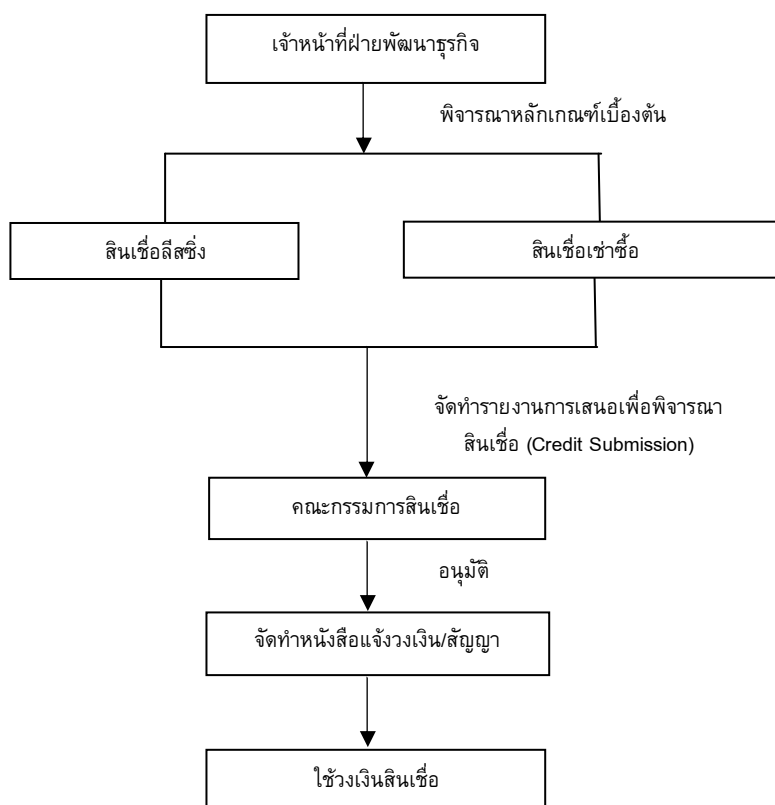 เจ้าหน้าที่ฝ่ายพัฒนาธุรกิจ
พิจารณาหลักเกณฑ์เบื้องต้น
สินเชื่อลีสซิ่ง
สินเชื่อเช่าซื้อ
จัดทำรายงานการเสนอเพื่อพิจารณา
สินเชื่อ (Credit Submission)
คณะกรรมการสินเชื่อ
อนุมัติ
จัดทำหนังสือแจ้งวงเงิน/สัญญา
ใช้วงเงินสินเชื่อ